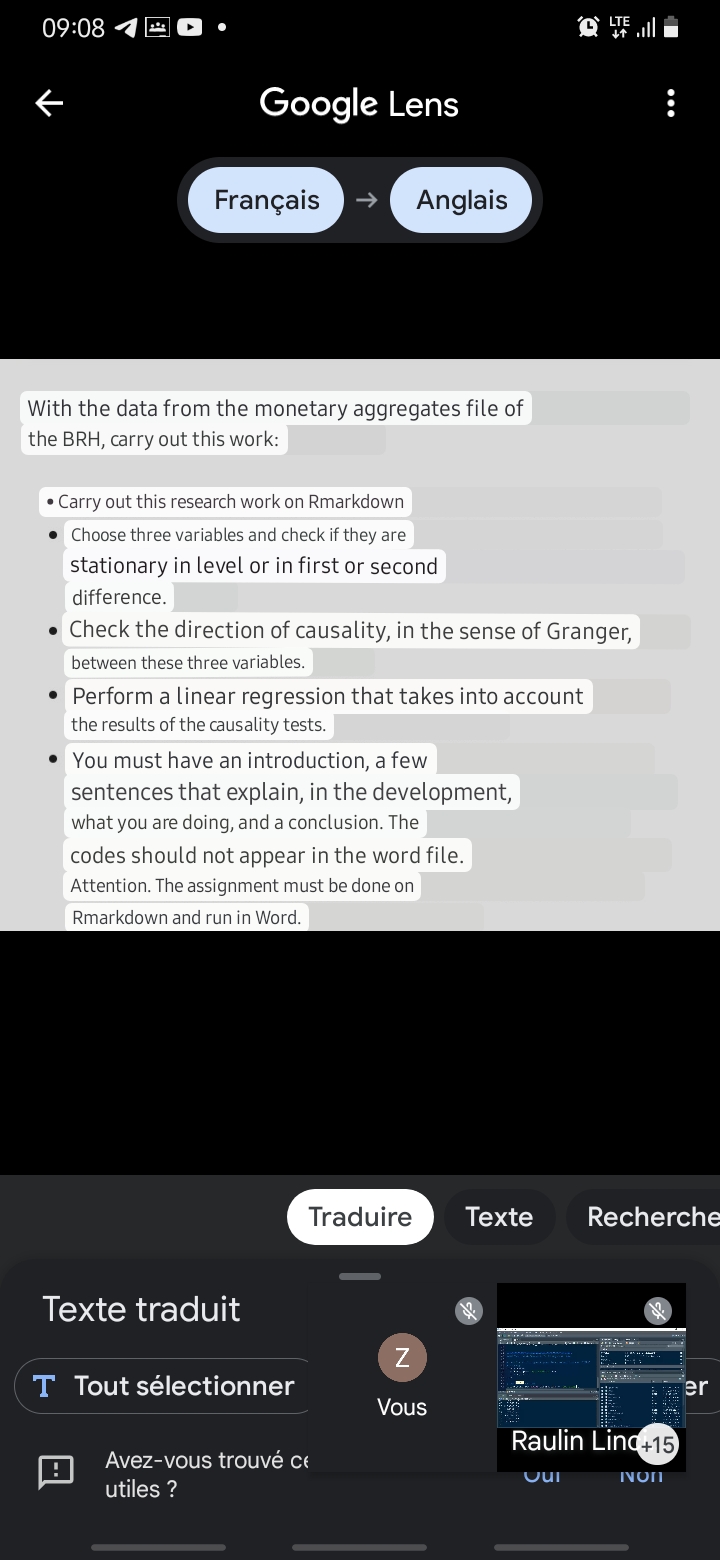 09:08
LTE
Google Lens
Français → Anglais
With the data from the monetary aggregates file of
the BRH, carry out this work:
• Carry out this research work on Rmarkdown
• Choose three variables and check if they are
stationary in level or in first or second
difference.
• Check the direction of causality, in the sense of Granger,
between these three variables.
• Perform a linear regression that takes into account
the results of the causality tests.
• You must have an introduction, a few
sentences that explain, in the development,
what you are doing, and a conclusion. The
codes should not appear in the word file.
Attention. The assignment must be done on
Rmarkdown and run in Word.
Traduire Texte Recherche
Texte traduit
T Tout sélectionner
er
Z
Vous
Raulin Linc
+15
Avez-vous trouvé ce
utiles ?
Oui Non